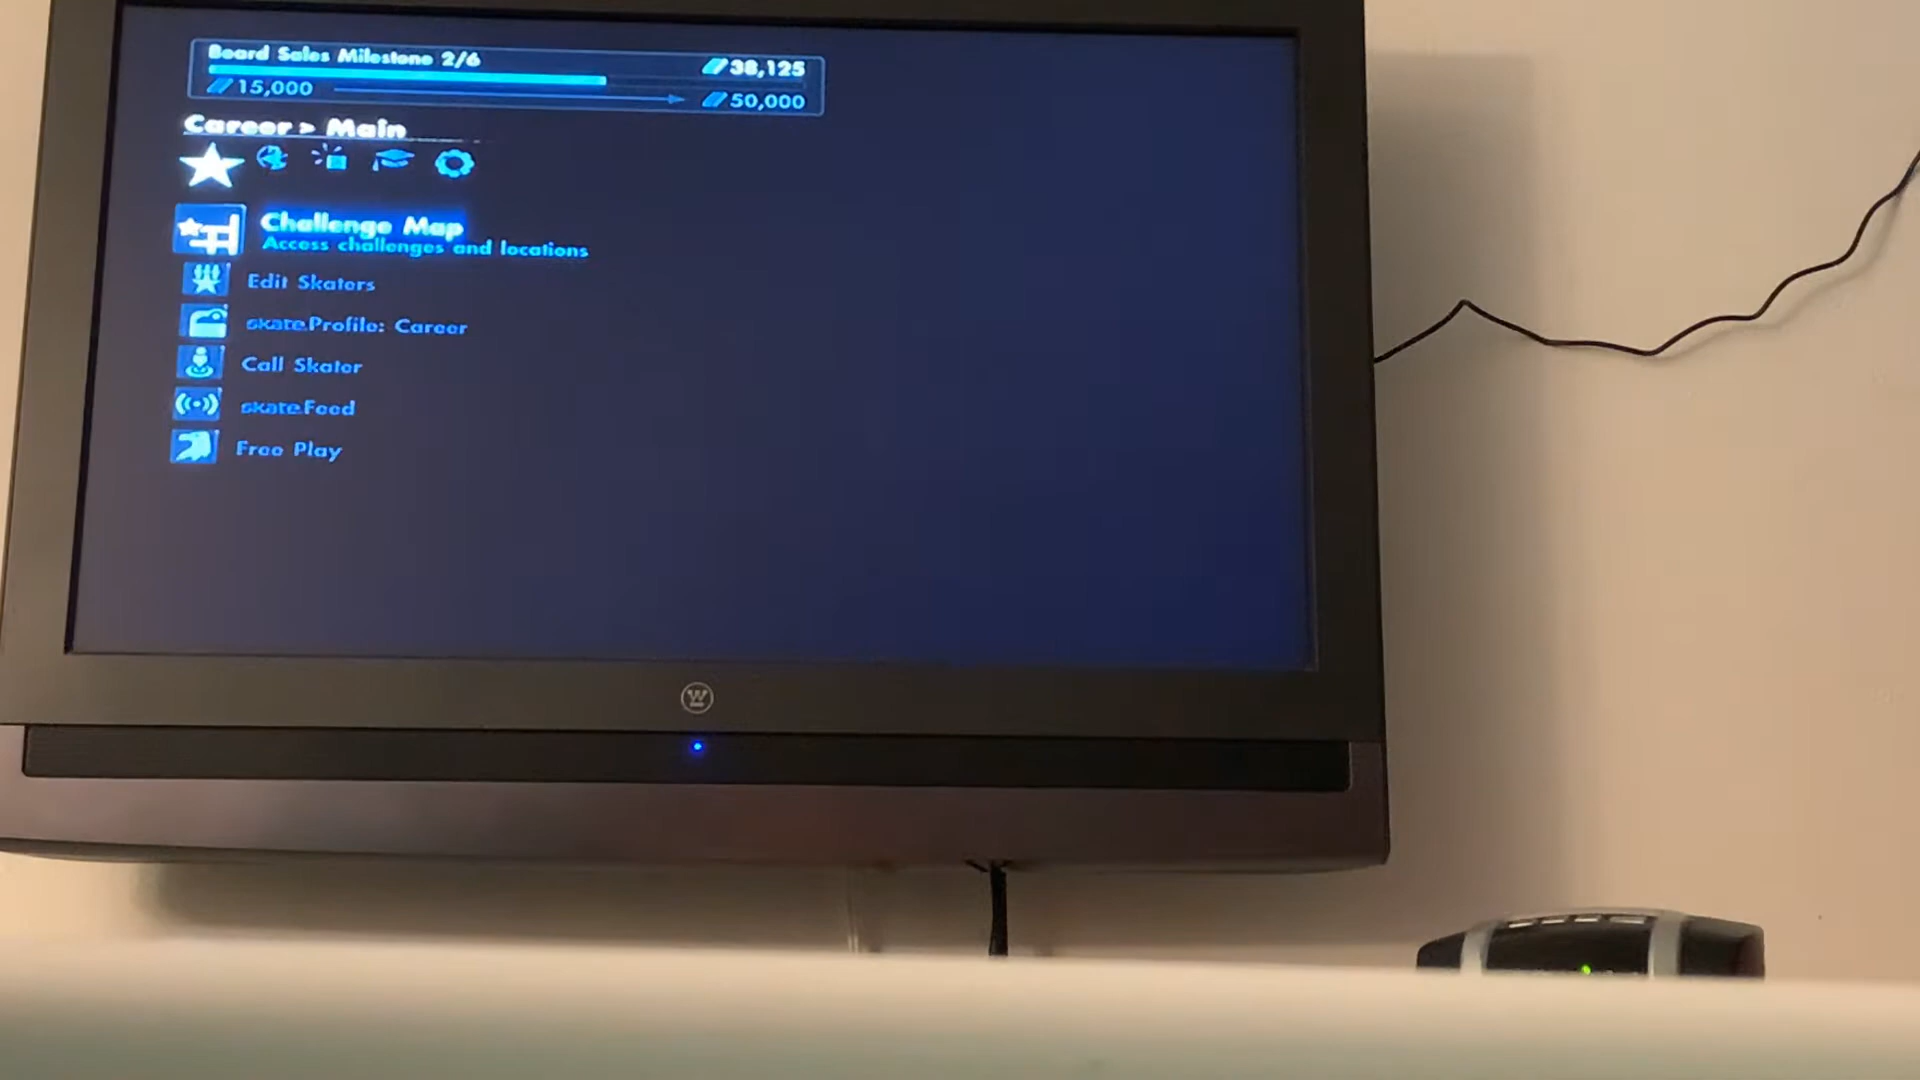 Board Sales Milestone 2/6
38,125
15,000
50,000
Career > Main
Challenge Map
Access challenges and locations
Edit Skaters
skate.Profile: Career
Call Skater
skate.Feed
Free Play
W